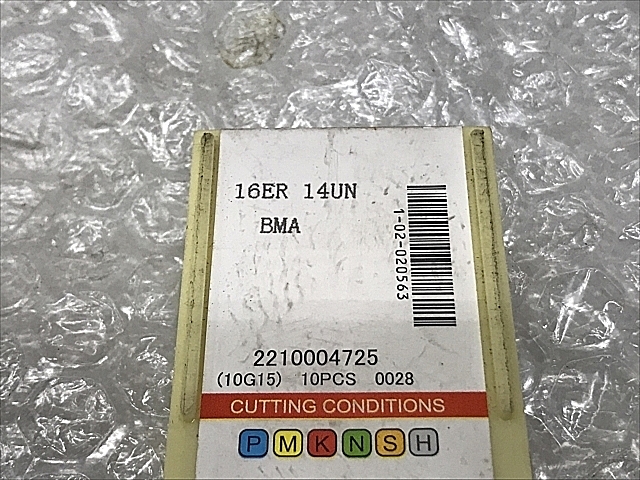 16ER 14UN
BMA
1-02-020563
2210004725
(10G15) 10PCS 0028
CUTTING CONDITIONS
P M K N S H